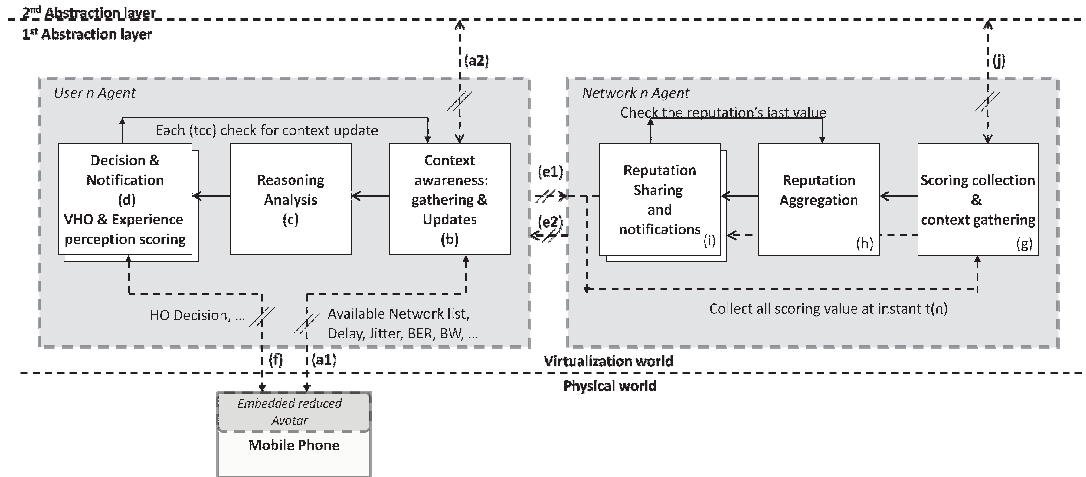 2nd Abstraction layer
1st Abstraction layer
(a2)
(j)
User n Agent
Network n Agent
Each (tcc) check for context update
Check the reputation's last value
Decision &
Notification
(d)
VHO & Experience
perception scoring
Reasoning
Analysis
(c)
Context
awareness:
gathering &
Updates
(b)
(e1)
(e2)
Reputation
Sharing
and
notifications
(i)
Reputation
Aggregation
(h)
Scoring collection
&
context gathering
(g)
HO Decision, ...
Available Network list,
Delay, Jitter, BER, BW, ...
Collect all scoring value at instant t(n)
(f)
(a1)
Virtualization world
Physical world
Embedded reduced
Avatar
Mobile Phone